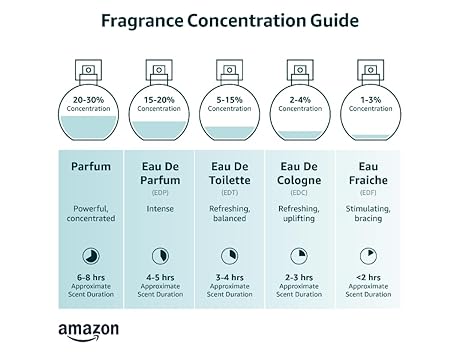 Fragrance Concentration Guide
20-30%
Concentration
15-20%
Concentration
5-15%
Concentration
2-4%
Concentration
1-3%
Concentration
Parfum
Powerful,
concentrated
6-8 hrs
Approximate
Scent Duration
Eau De
Parfum
(EDP)
Intense
4-5 hrs
Approximate
Scent Duration
Eau De
Toilette
(EDT)
Refreshing,
balanced
3-4 hrs
Approximate
Scent Duration
Eau De
Cologne
(EDC)
Refreshing,
uplifting
2-3 hrs
Approximate
Scent Duration
Eau
Fraiche
(EDF)
Stimulating,
bracing
<2 hrs
Approximate
Scent Duration
amazon